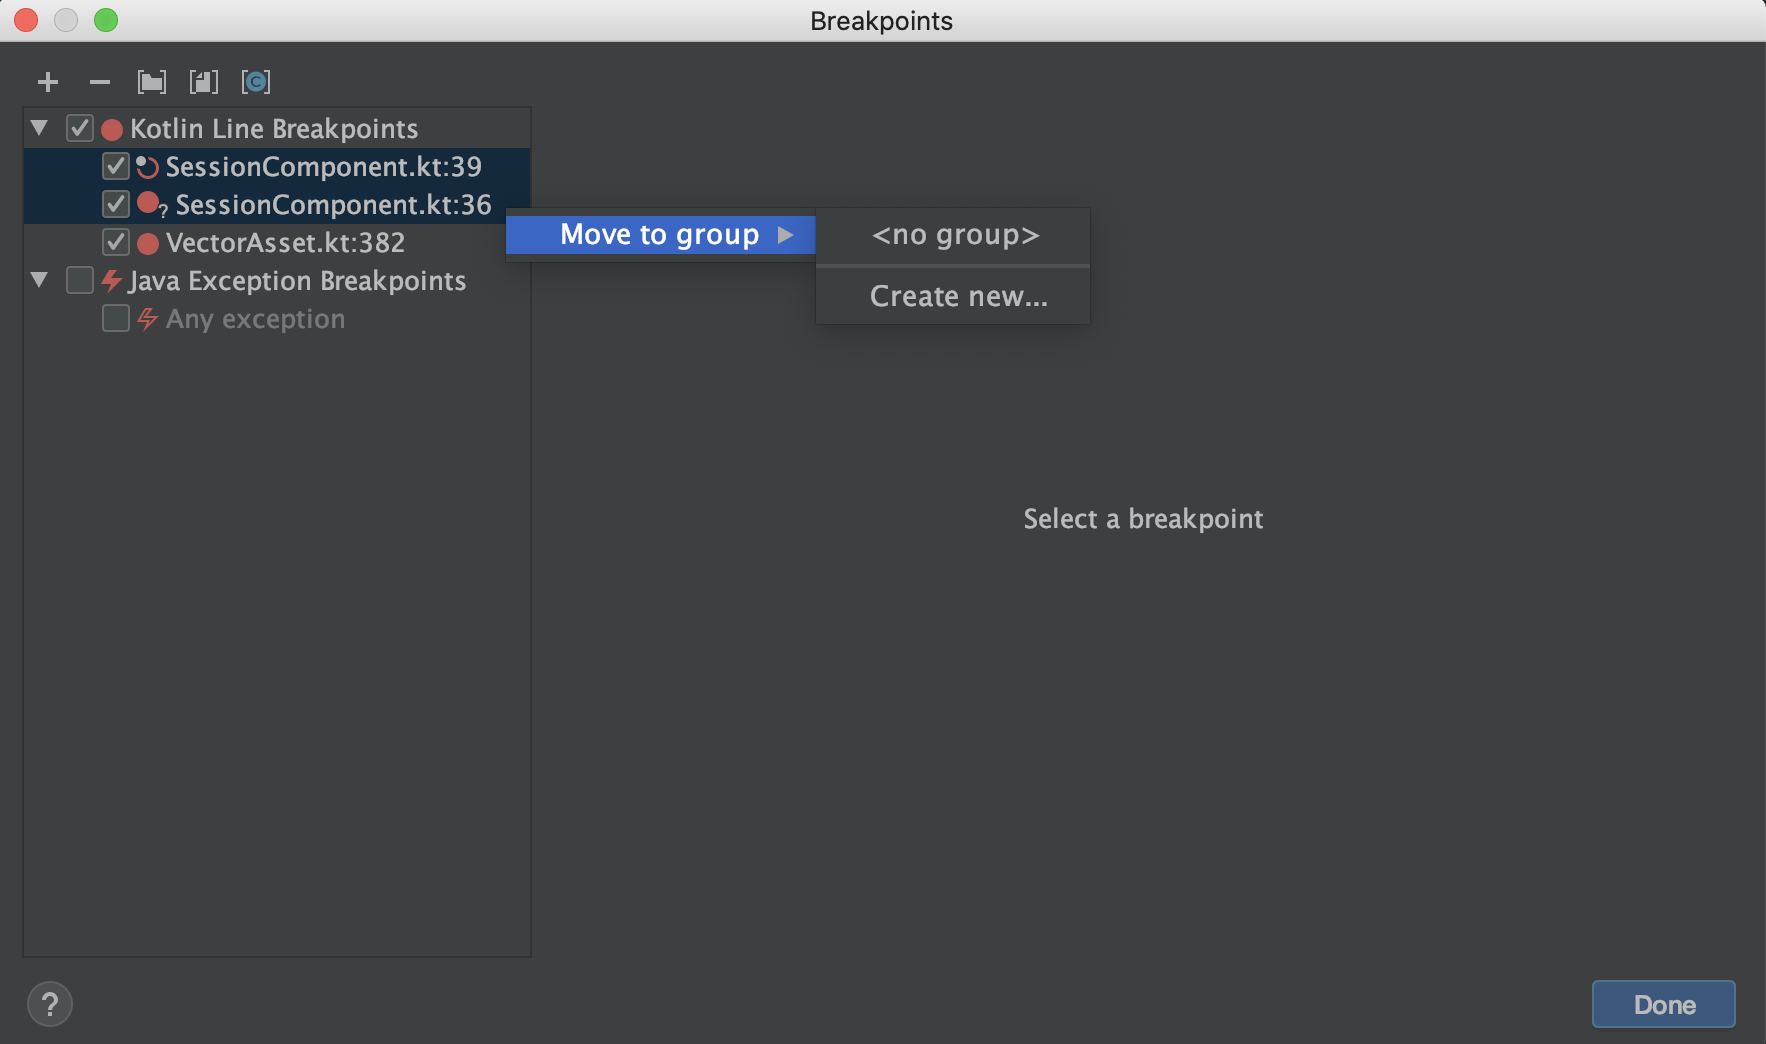 Breakpoints
Kotlin Line Breakpoints
SessionComponent.kt:39
? SessionComponent.kt:36
VectorAsset.kt:382
Java Exception Breakpoints
Any exception
Move to group
<no group>
Create new...
Select a breakpoint
?
Done